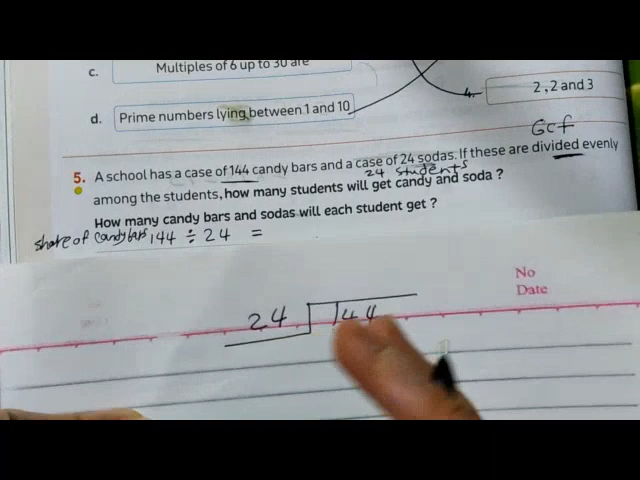 c. Multiples of 6 up to 30 are
4. 2, 2 and 3
d. Prime numbers lying between 1 and 10
Gcf
5. A school has a case of 144 candy bars and a case of 24 sodas. If these are divided evenly
24 students
among the students, how many students will get candy and soda ?
How many candy bars and sodas will each student get ?
share of candy bars 144 ÷ 24 =
No
Date
24 144